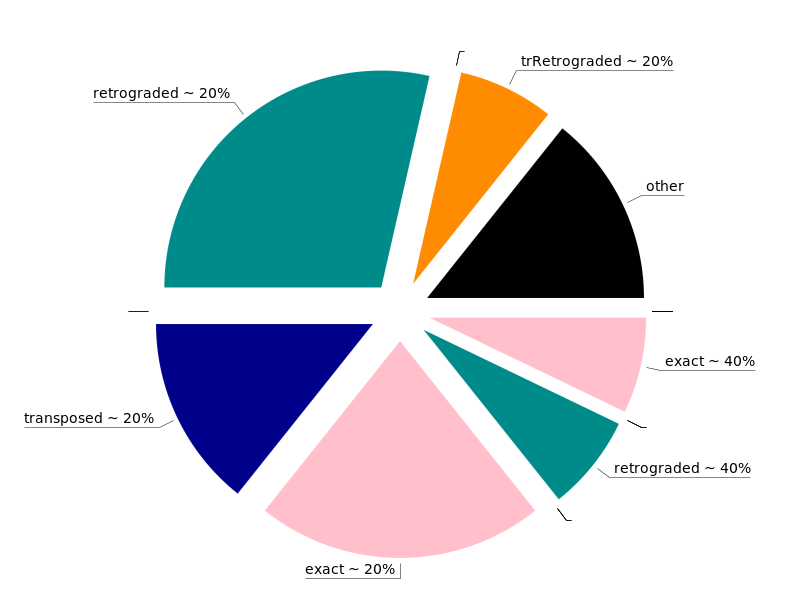 trRetrograded ~ 20%
retrograded ~ 20%
other
exact ~ 40%
transposed ~ 20%
retrograded ~ 40%
exact ~ 20%